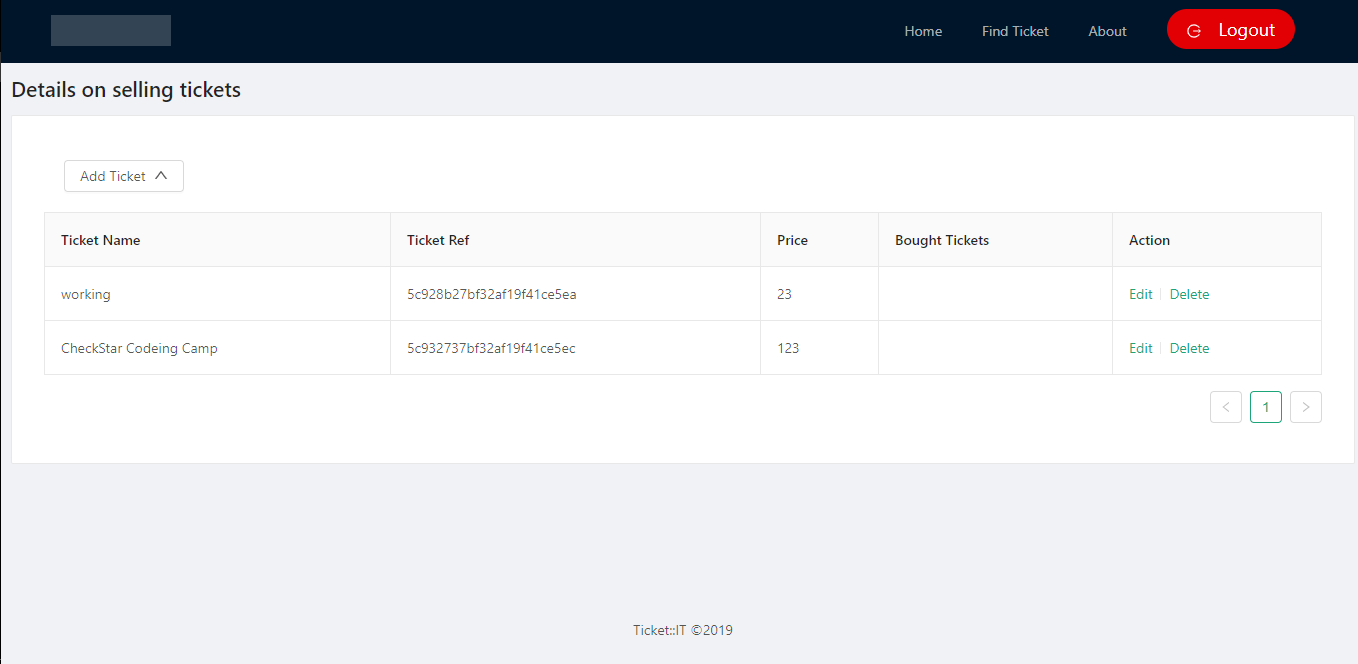 Home Find Ticket About Logout
Details on selling tickets
Add Ticket
Ticket Name Ticket Ref Price Bought Tickets Action
working 5c928b27bf32af19f41ce5ea 23 Edit Delete
CheckStar Codeing Camp 5c932737bf32af19f41ce5ec 123 Edit Delete
< 1 >
Ticket::IT ©2019